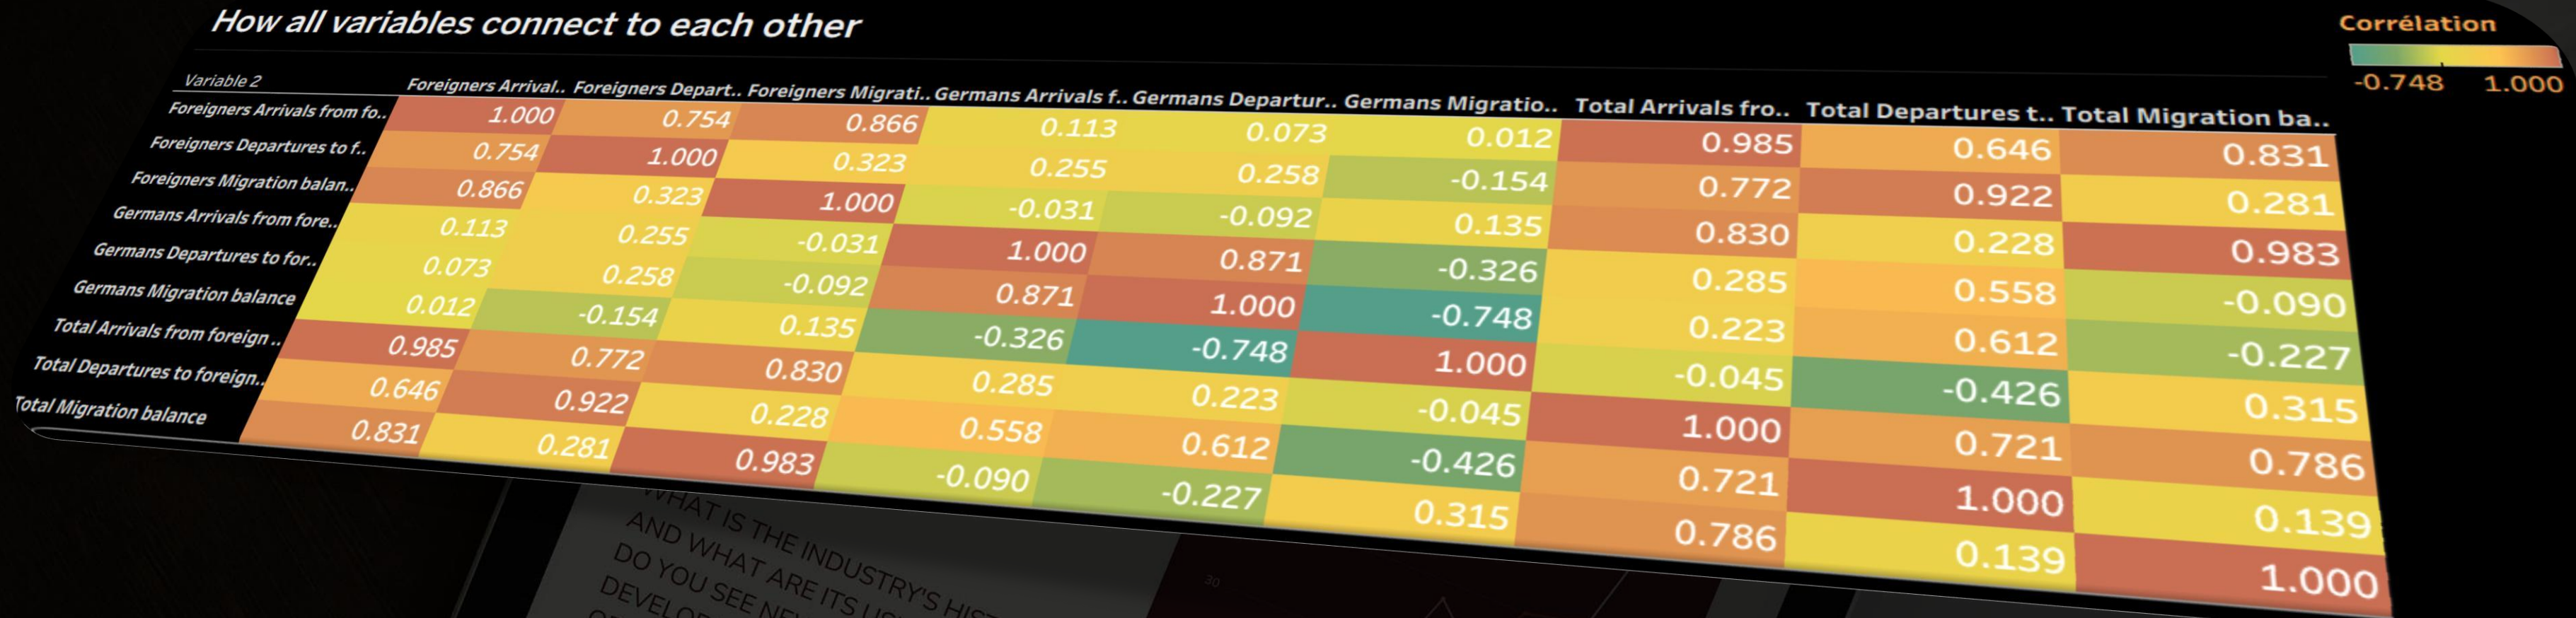 How all variables connect to each other
Corrélation
-0.748 1.000
Variable 2 Foreigners Arrival.. Foreigners Depart.. Foreigners Migrati.. Germans Arrivals f.. Germans Departur.. Germans Migratio.. Total Arrivals fro.. Total Departures t.. Total Migration ba..
Foreigners Arrivals from fo.. 1.000 0.754 0.866 0.113 0.073 0.012 0.985 0.646 0.831
Foreigners Departures to f.. 0.754 1.000 0.323 0.255 0.258 -0.154 0.772 0.922 0.281
Foreigners Migration balan.. 0.866 0.323 1.000 -0.031 -0.092 0.135 0.830 0.228 0.983
Germans Arrivals from fore.. 0.113 0.255 -0.031 1.000 0.871 -0.326 0.285 0.558 -0.090
Germans Departures to for.. 0.073 0.258 -0.092 0.871 1.000 -0.748 0.223 0.612 -0.227
Germans Migration balance 0.012 -0.154 0.135 -0.326 -0.748 1.000 -0.045 -0.426 0.315
Total Arrivals from foreign .. 0.985 0.772 0.830 0.285 0.223 -0.045 1.000 0.721 0.786
Total Departures to foreign.. 0.646 0.922 0.228 0.558 0.612 -0.426 0.721 1.000 0.139
Total Migration balance 0.831 0.281 0.983 -0.090 -0.227 0.315 0.786 0.139 1.000
WHAT IS THE INDUSTRY'S
AND WHAT ARE ITS
DO YOU SEE
30